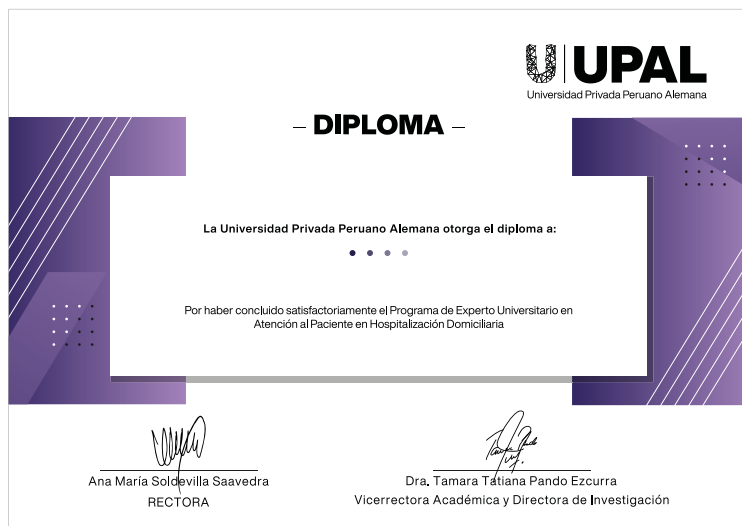 UPAL
Universidad Privada Peruano Alemana
– DIPLOMA –
La Universidad Privada Peruano Alemana otorga el diploma a:
Por haber concluido satisfactoriamente el Programa de Experto Universitario en
Atención al Paciente en Hospitalización Domiciliaria
Ana María Soldevilla Saavedra
RECTORA
Dra. Tamara Tatiana Pando Ezcurra
Vicerrectora Académica y Directora de Investigación